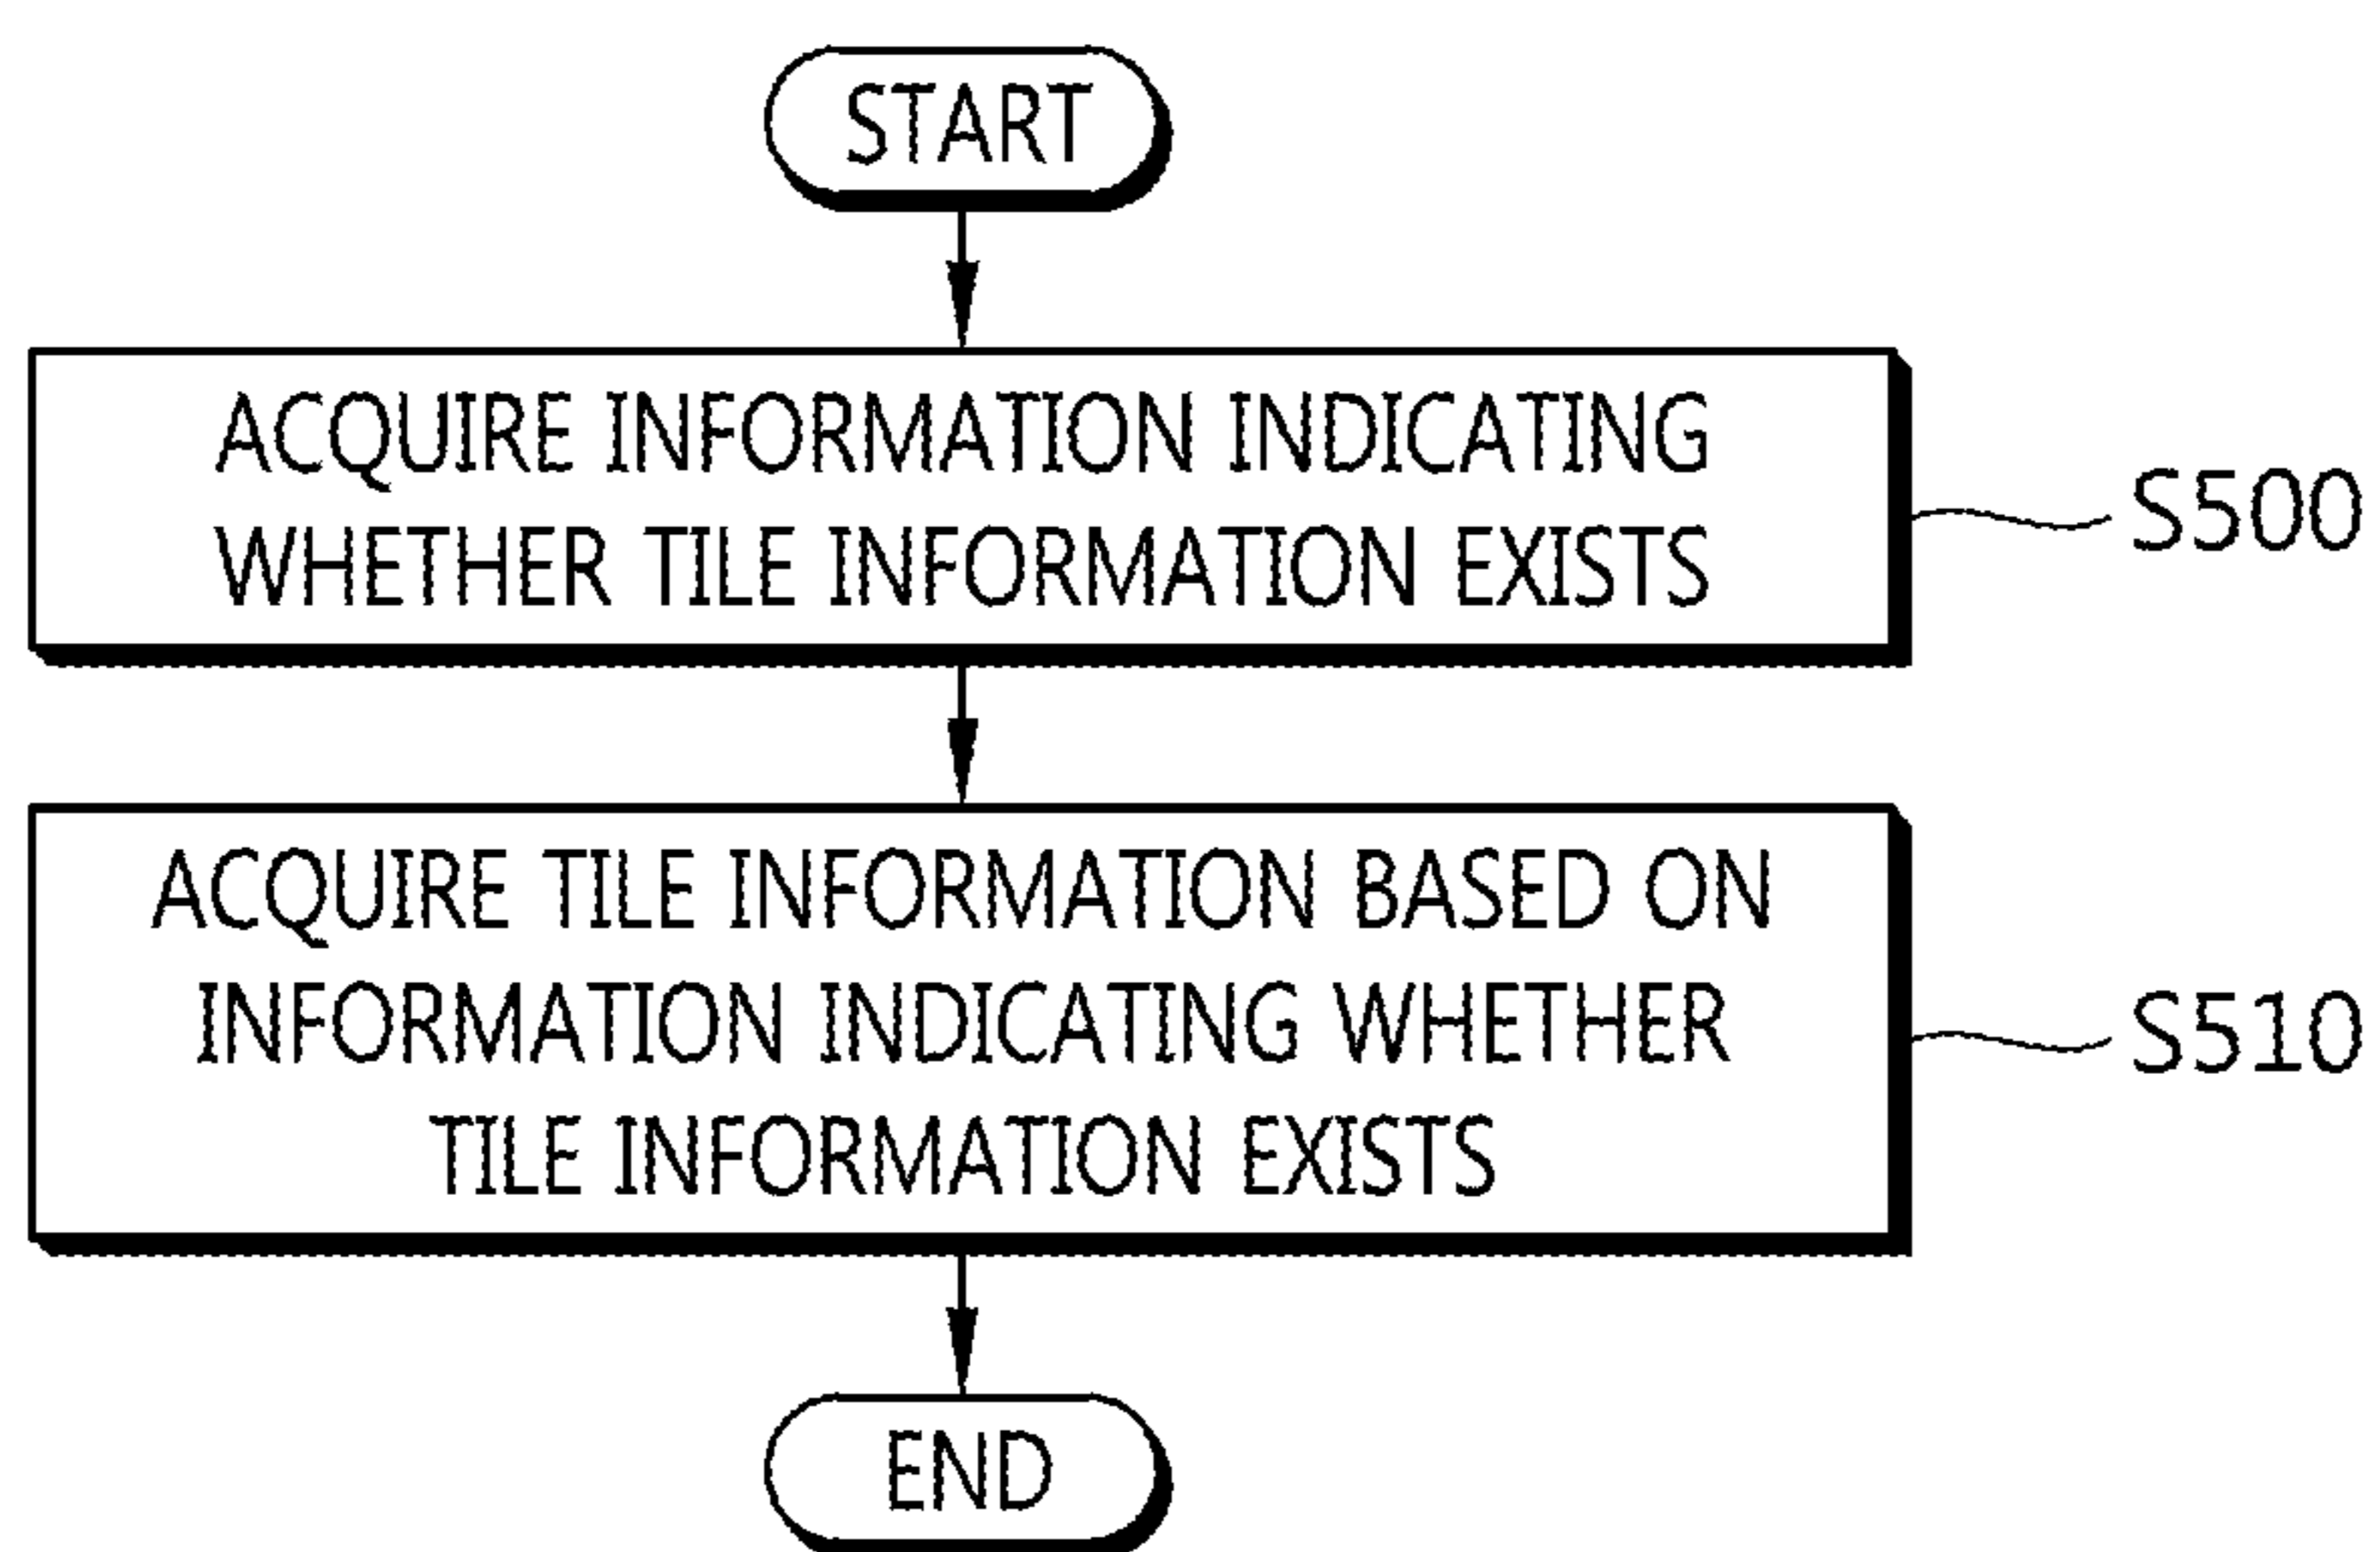 START
ACQUIRE INFORMATION INDICATING
WHETHER TILE INFORMATION EXISTS
S500
ACQUIRE TILE INFORMATION BASED ON
INFORMATION INDICATING WHETHER
TILE INFORMATION EXISTS
S510
END